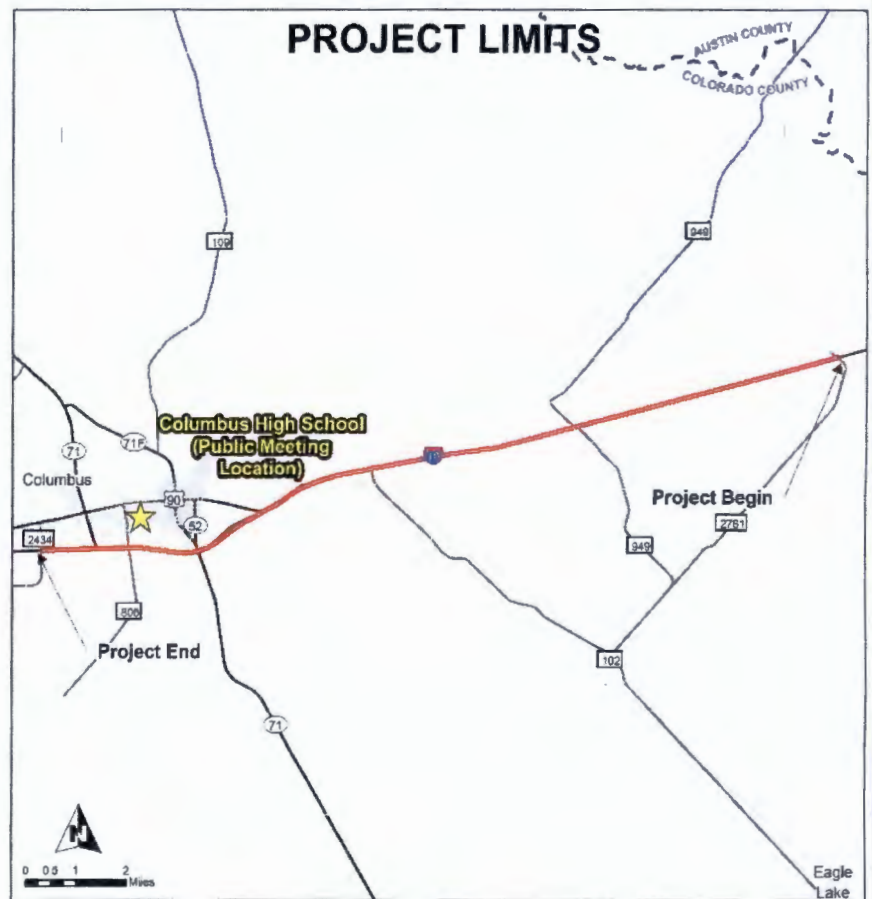 PROJECT LIMITS
AUSTIN COUNTY
COLORADO COUNTY
109
949
71F
Columbus High School
(Public Meeting
Location)
71
Columbus
90
Project Begin
2434
52
2761
949
806
Project End
102
71
N
0 0.5 1 2
Miles
Eagle
Lake